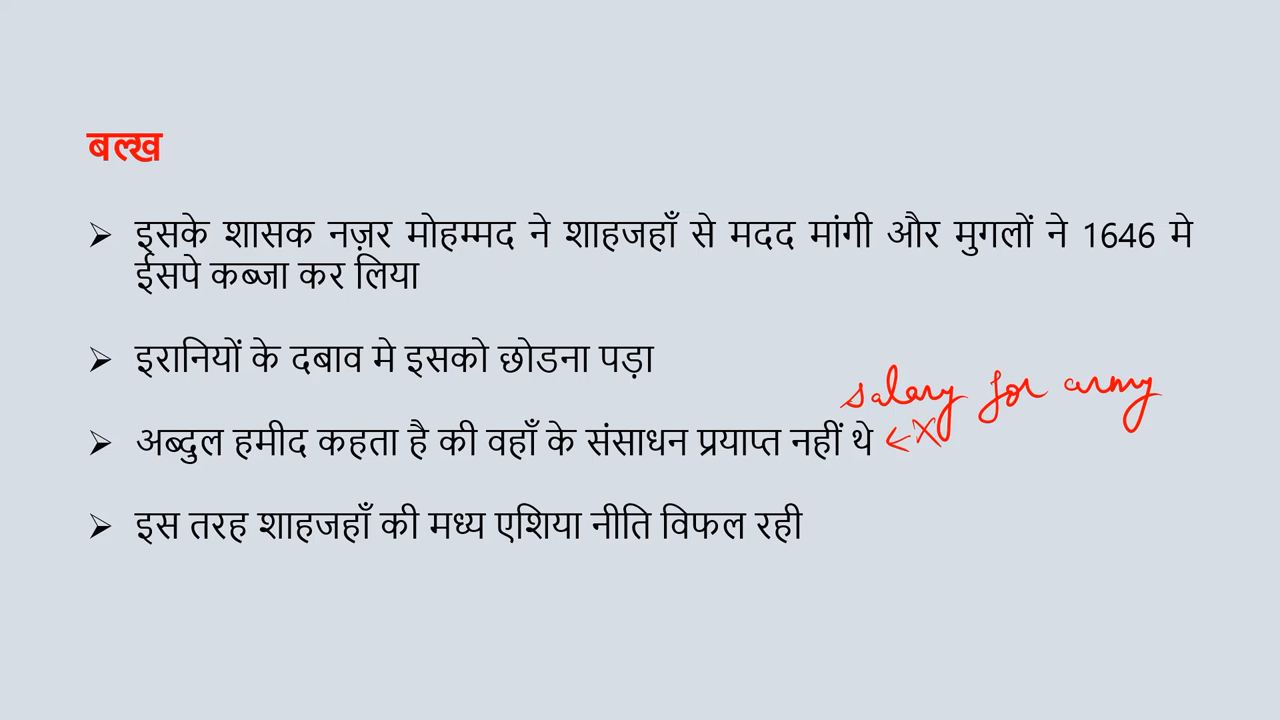 बल्ख
➢ इसके शासक नज़र मोहम्मद ने शाहजहाँ से मदद मांगी और मुगलों ने 1646 मे
ईसपे कब्जा कर लिया
➢ इरानियों के दबाव मे इसको छोडना पड़ा
salary for army
➢ अब्दुल हमीद कहता है की वहाँ के संसाधन प्रयाप्त नहीं थे ←X
➢ इस तरह शाहजहाँ की मध्य एशिया नीति विफल रही